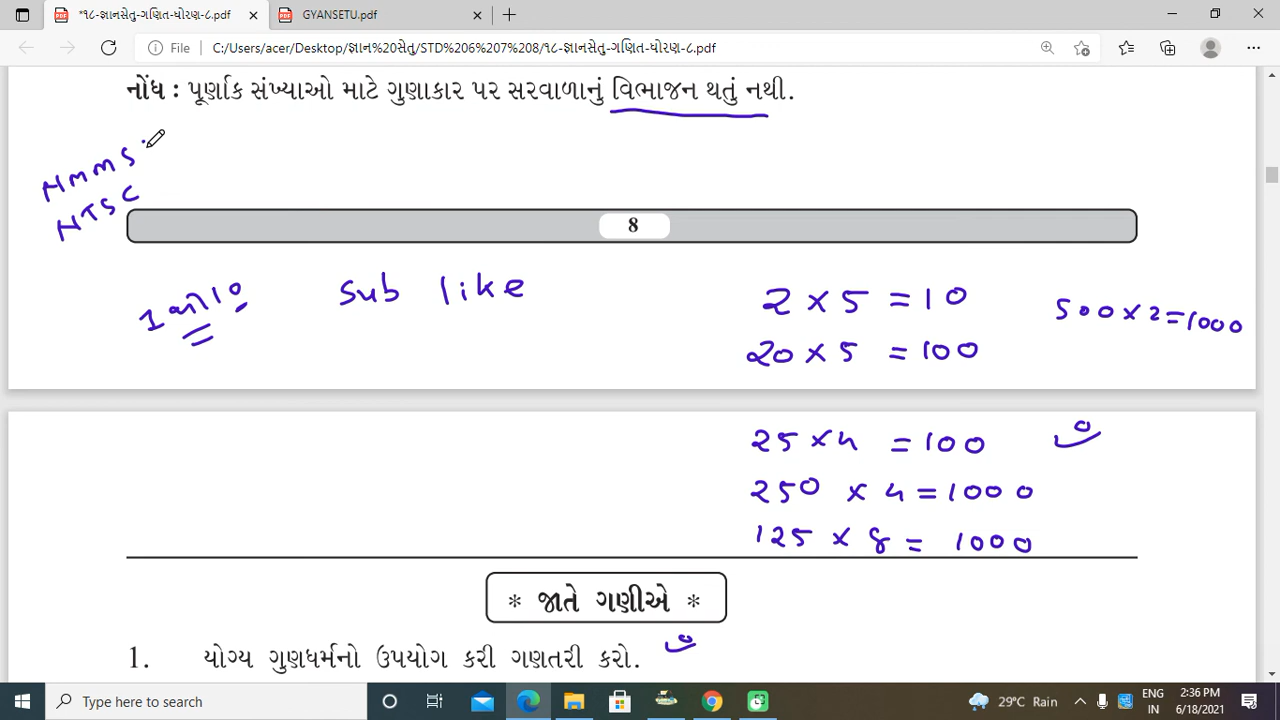 *૧૮-જ્ઞાનસેતુ-ગણિત-ધોરણ-૮.pdf
GYANSETU.pdf
File
C:/Users/acer/Desktop/જ્ઞાન%20સેતુ/STD%206%207%208/૧૮-જ્ઞાનસેતુ-ગણિત-ધોરણ-૮.pdf
નોંધ : પૂર્ણાંક સંખ્યાઓ માટે ગુણાકાર પર સરવાળાનું વિભાજન થતું નથી.
NMMS
NTSC
8
1 થી 10
sub like
2 × 5 = 10
500 × 2 = 1000
20 × 5 = 100
25 × 4 = 100
250 × 4 = 1000
125 × 8 = 1000
* જાતે ગણીએ *
1. યોગ્ય ગુણધર્મનો ઉપયોગ કરી ગણતરી કરો.
Type here to search
29°C Rain
ENG
IN
2:36 PM
6/18/2021